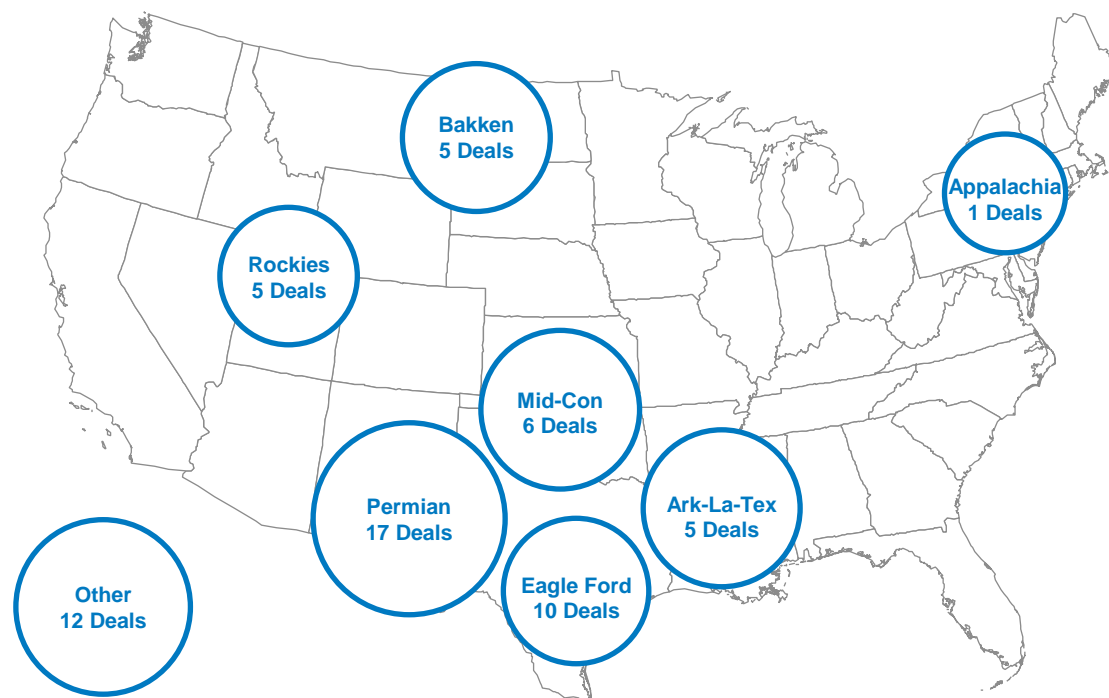 Bakken
5 Deals
Appalachia
1 Deals
Rockies
5 Deals
Mid-Con
6 Deals
Permian
17 Deals
Ark-La-Tex
5 Deals
Eagle Ford
10 Deals
Other
12 Deals